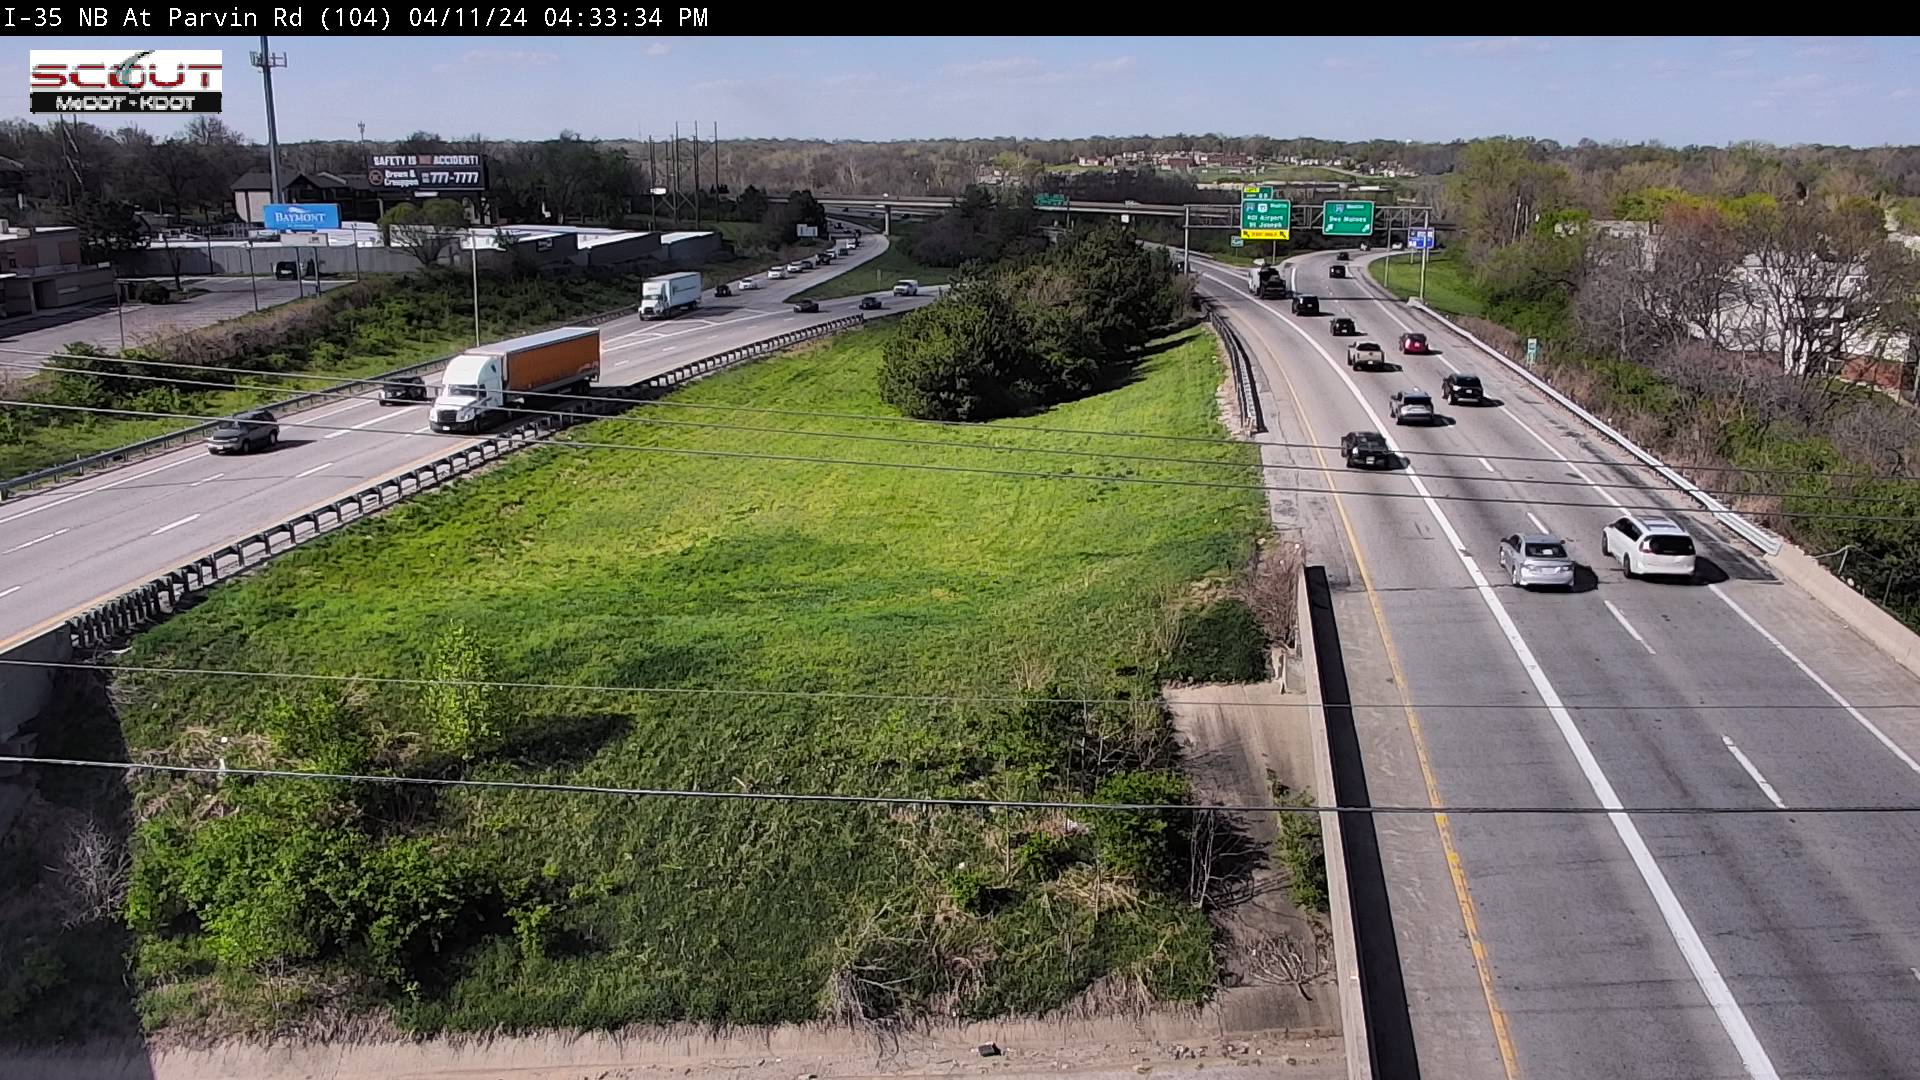 I-35 NB At Parvin Rd (104) 04/11/24 04:33:34 PM
SCOUT
MoDOT - KDOT
SAFETY IS NO ACCIDENT!
Brown &
Crouppen
777-7777
BAYMONT
KCI Airport
St Joseph
Des Moines